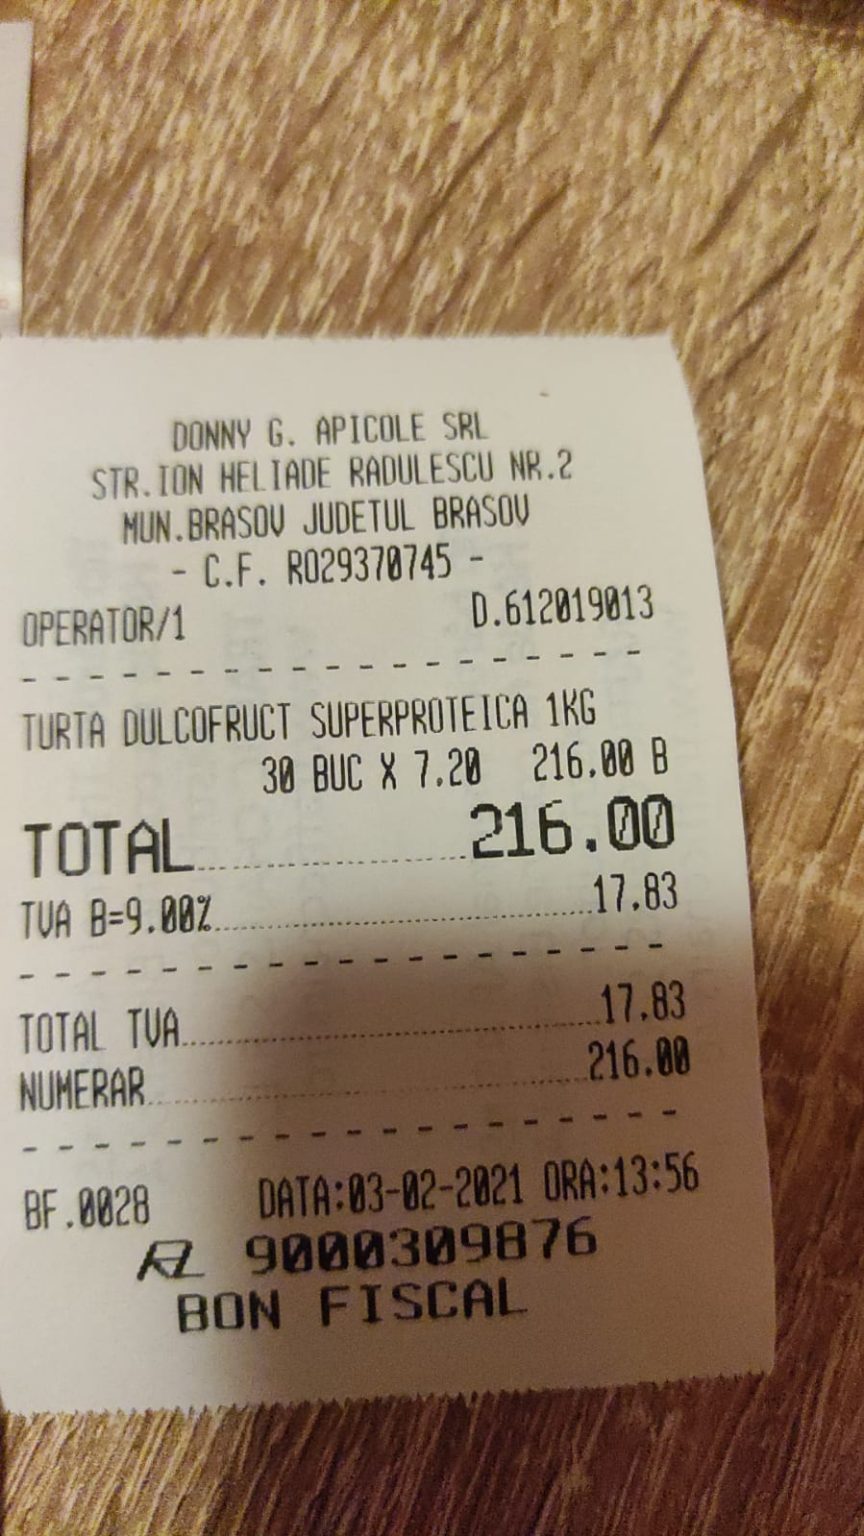 DONNY G. APICOLE SRL
STR.ION HELIADE RADULESCU NR.2
MUN.BRASOV JUDETUL BRASOV
- C.F. RO29370745 -
OPERATOR/1 D.612019013
TURTA DULCOFRUCT SUPERPROTEICA 1KG
30 BUC X 7.20 216.00 B
TOTAL 216.00
TVA B=9.00% 17.83
TOTAL TVA 17.83
NUMERAR 216.00
BF.0028 DATA:03-02-2021 ORA:13:56
9000309876
BON FISCAL